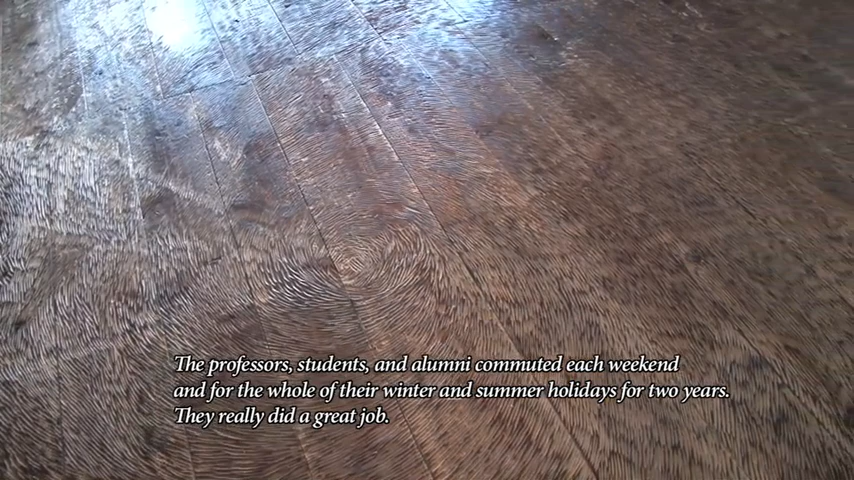 The professors, students, and alumni commuted each weekend
and for the whole of their winter and summer holidays for two years.
They really did a great job.